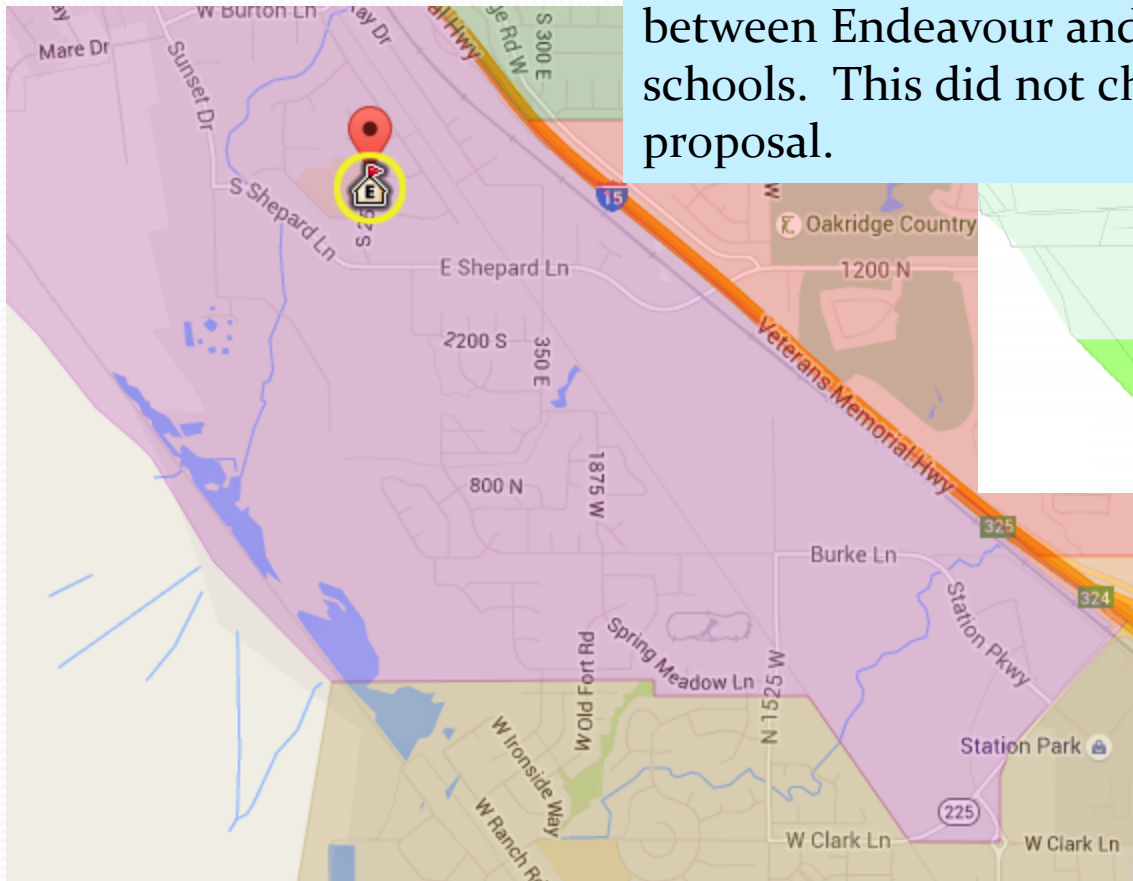 between Endeavour and
schools. This did not ch
proposal.
W Burton Ln
Mare Dr
Sunset Dr
S 300 E
E
S Shepard Ln
15
Oakridge Country
E Shepard Ln
1200 N
2200 S
350 E
Veterans Memorial Hwy
800 N
1875 W
325
Burke Ln
324
Station Pkwy
Spring Meadow Ln
W Old Fort Rd
N 1525 W
W Ironside Way
Station Park
W Ranch Rd
225
W Clark Ln
W Clark Ln